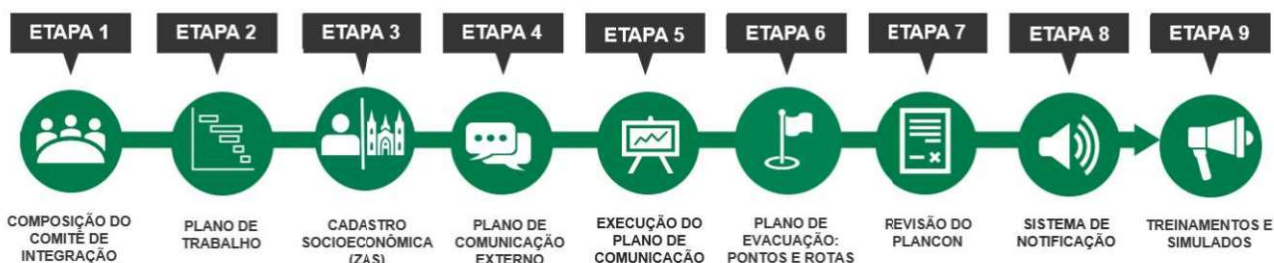 ETAPA 1
COMPOSIÇÃO DO
COMITÊ DE
INTEGRAÇÃO
ETAPA 2
PLANO DE
TRABALHO
ETAPA 3
CADASTRO
SOCIOECONÔMICA
(ZAS)
ETAPA 4
PLANO DE
COMUNICAÇÃO
EXTERNO
ETAPA 5
EXECUÇÃO DO
PLANO DE
COMUNICAÇÃO
ETAPA 6
PLANO DE
EVACUAÇÃO:
PONTOS E ROTAS
ETAPA 7
REVISÃO DO
PLANCON
ETAPA 8
SISTEMA DE
NOTIFICAÇÃO
ETAPA 9
TREINAMENTOS E
SIMULADOS